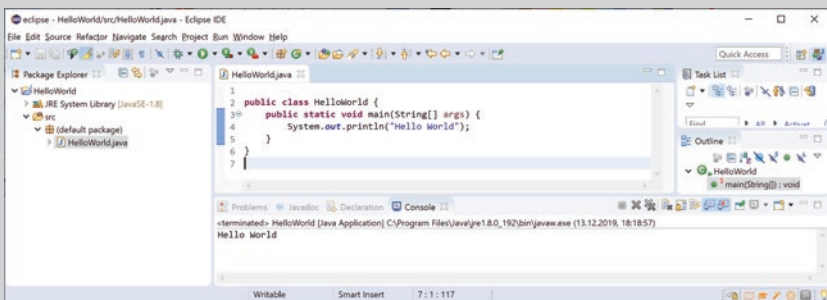 eclipse - HelloWorld/src/HelloWorld.java - Eclipse IDE
File Edit Source Refactor Navigate Search Project Run Window Help
Quick Access
Package Explorer
HelloWorld
JRE System Library [JavaSE-1.8]
src
(default package)
HelloWorld.java
HelloWorld.java
1
2 public class HelloWorld {
3 public static void main(String[] args) {
4 System.out.println("Hello World");
5 }
6 }
7
Task List
Find All Activat
Outline
HelloWorld
main(String[]) : void
Problems Javadoc Declaration Console
<terminated> HelloWorld [Java Application] C:\Program Files\Java\jre1.8.0_192\bin\javaw.exe (13.12.2019, 18:18:57)
Hello World
Writable Smart Insert 7 : 1 : 117